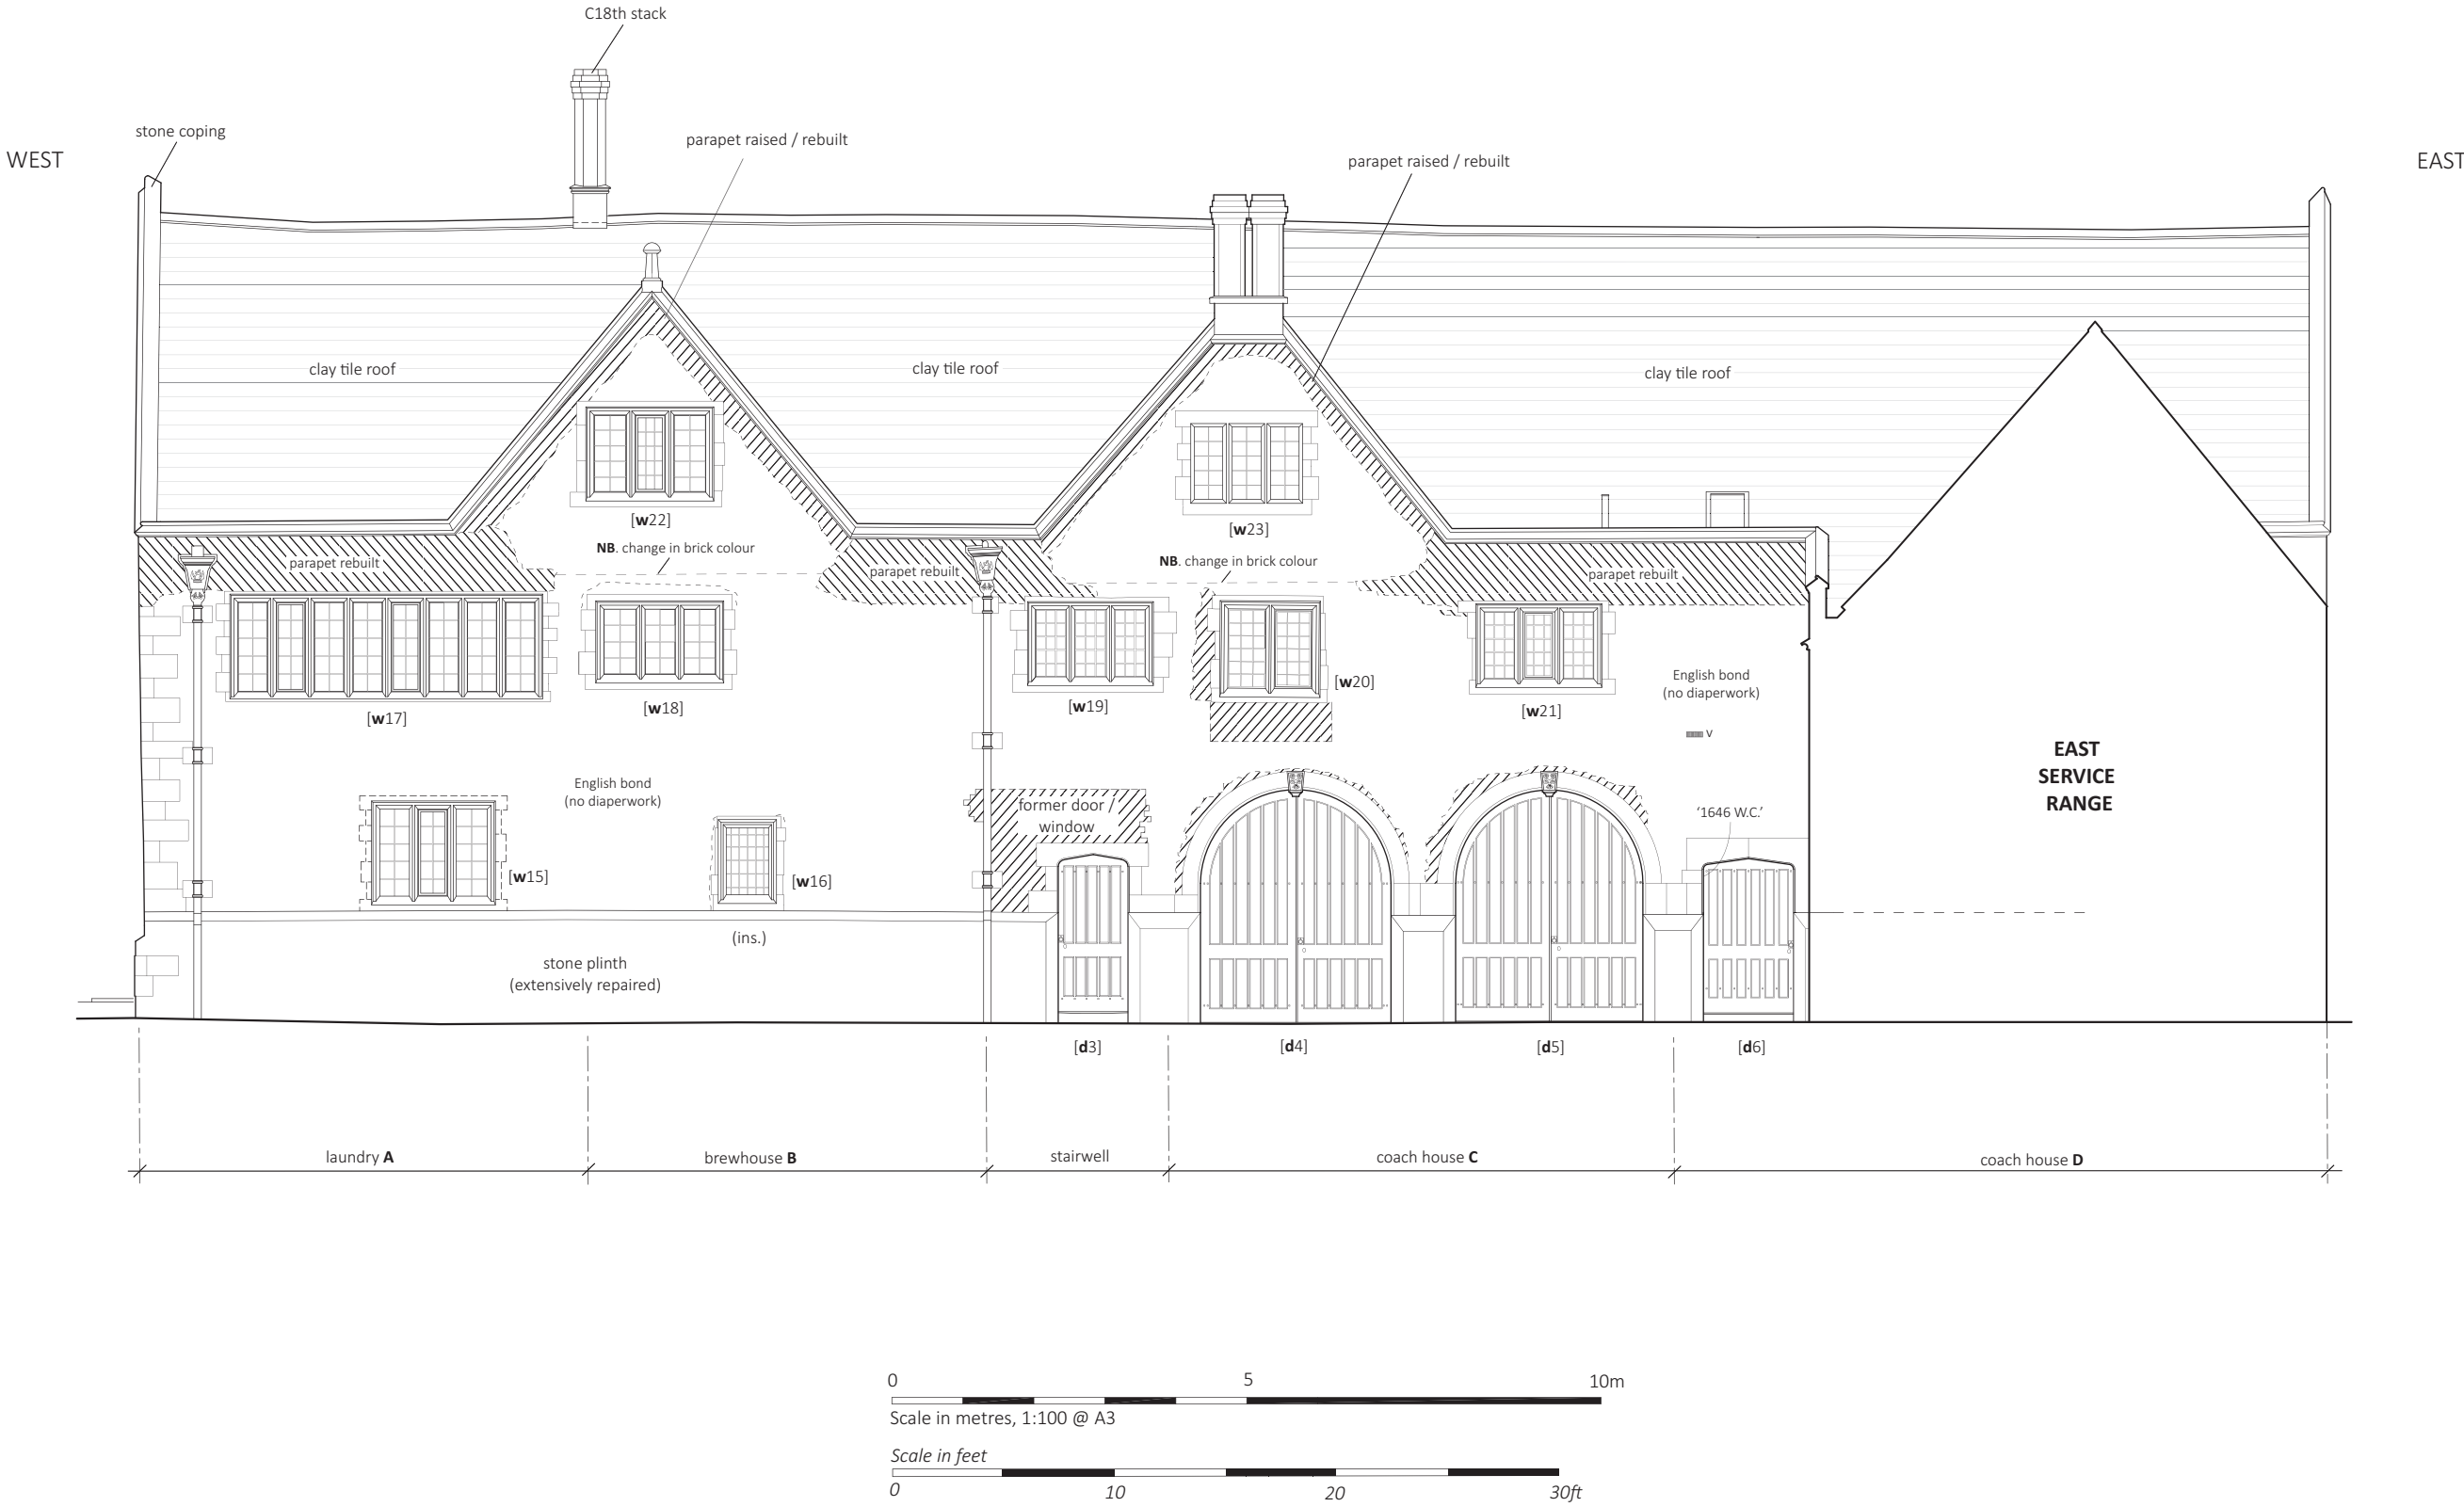 C18th stack
stone coping
parapet raised / rebuilt
parapet raised / rebuilt
WEST
EAST
clay tile roof
clay tile roof
clay tile roof
[w22]
[w23]
NB. change in brick colour
NB. change in brick colour
parapet rebuilt
parapet rebuilt
parapet rebuilt
[w17]
[w18]
[w19]
[w20]
[w21]
English bond
(no diaperwork)
v
EAST
SERVICE
RANGE
English bond
(no diaperwork)
former door /
window
'1646 W.C.'
[w15]
[w16]
(ins.)
stone plinth
(extensively repaired)
[d3]
[d4]
[d5]
[d6]
laundry A
brewhouse B
stairwell
coach house C
coach house D
0 5 10m
Scale in metres, 1:100 @ A3
Scale in feet
0 10 20 30ft